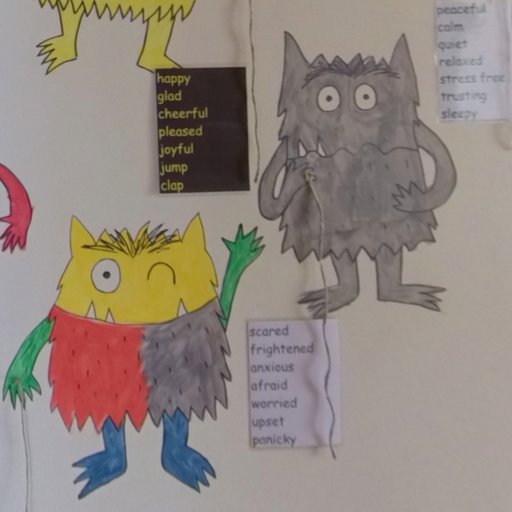 peaceful
calm
quiet
relaxed
stress free
trusting
sleepy
happy
glad
cheerful
pleased
joyful
jump
clap
scared
frightened
anxious
afraid
worried
upset
panicky